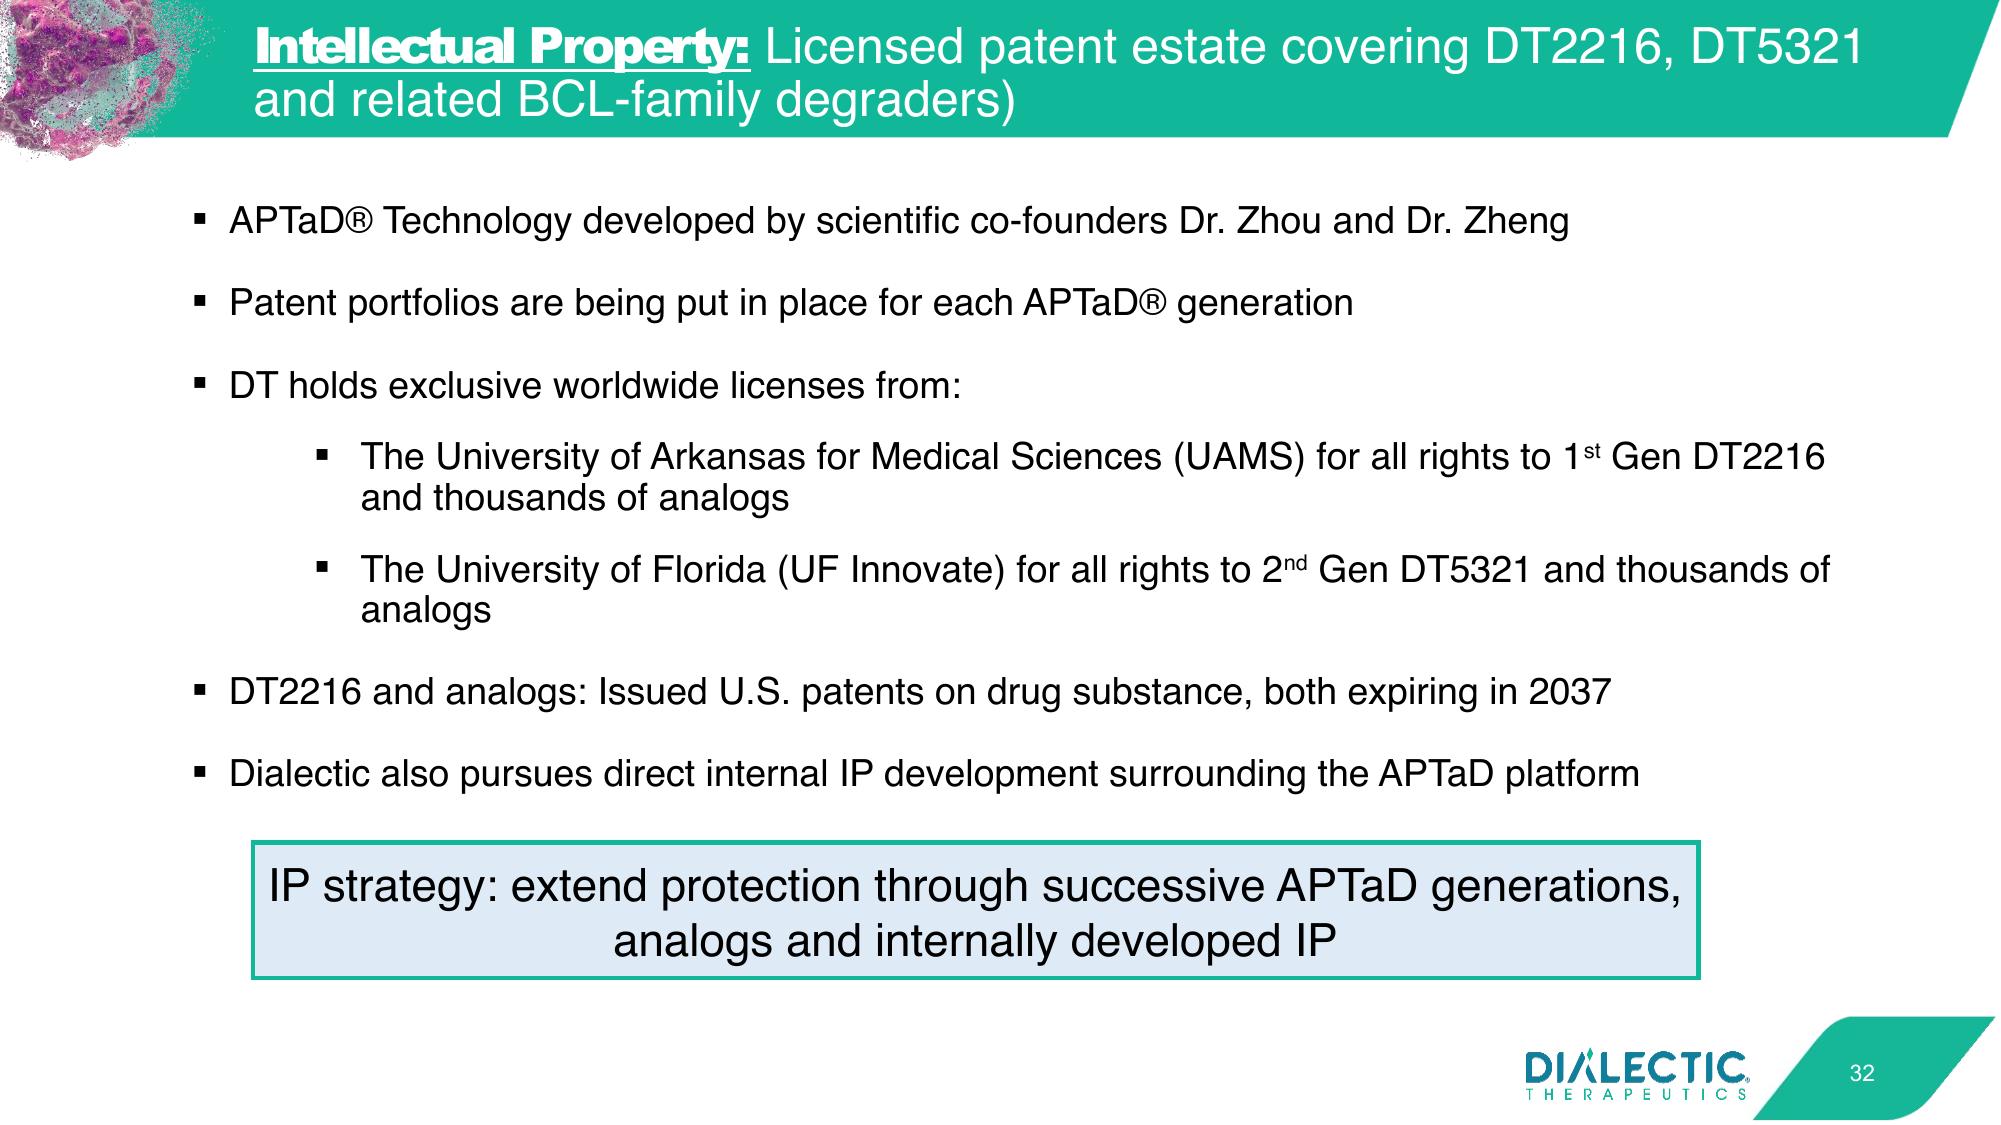 Intellectual Property: Licensed patent estate covering DT2216, DT5321
and related BCL-family degraders)
▪ APTaD® Technology developed by scientific co-founders Dr. Zhou and Dr. Zheng
▪ Patent portfolios are being put in place for each APTaD® generation
▪ DT holds exclusive worldwide licenses from:
▪ The University of Arkansas for Medical Sciences (UAMS) for all rights to 1st Gen DT2216
and thousands of analogs
▪ The University of Florida (UF Innovate) for all rights to 2nd Gen DT5321 and thousands of
analogs
▪ DT2216 and analogs: Issued U.S. patents on drug substance, both expiring in 2037
▪ Dialectic also pursues direct internal IP development surrounding the APTaD platform
IP strategy: extend protection through successive APTaD generations,
analogs and internally developed IP
DIALECTIC®
THERAPEUTICS
32